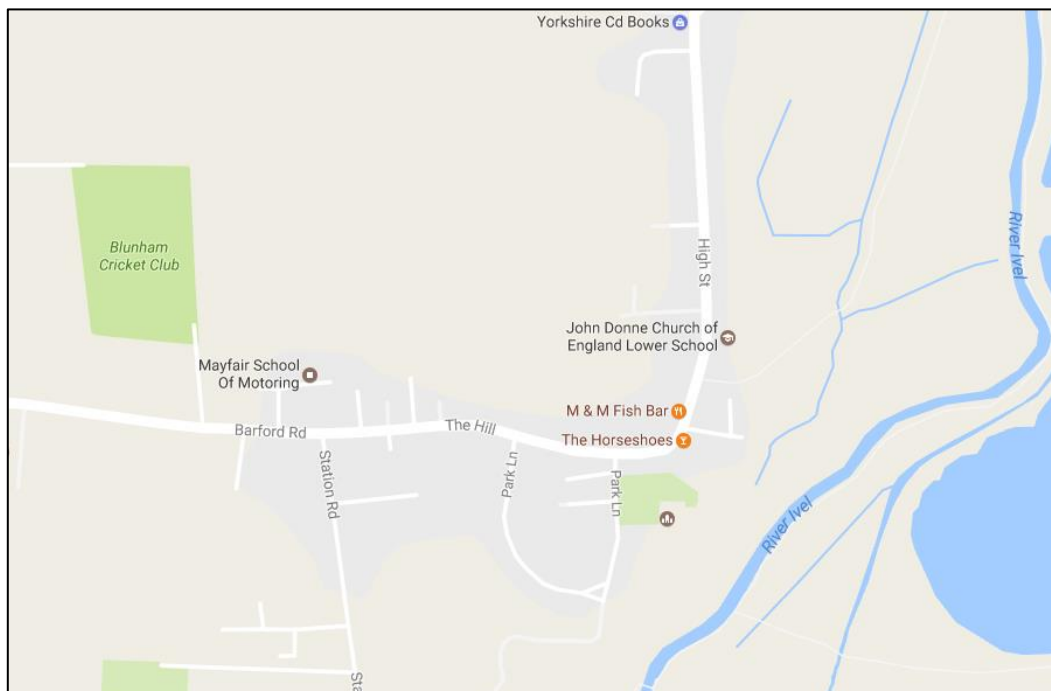 Yorkshire Cd Books
River Ivel
High St
Blunham
Cricket Club
John Donne Church of
England Lower School
Mayfair School
Of Motoring
M & M Fish Bar
The Hill
Barford Rd
The Horseshoes
Park Ln
Park Ln
Station Rd
River Ivel
Sta